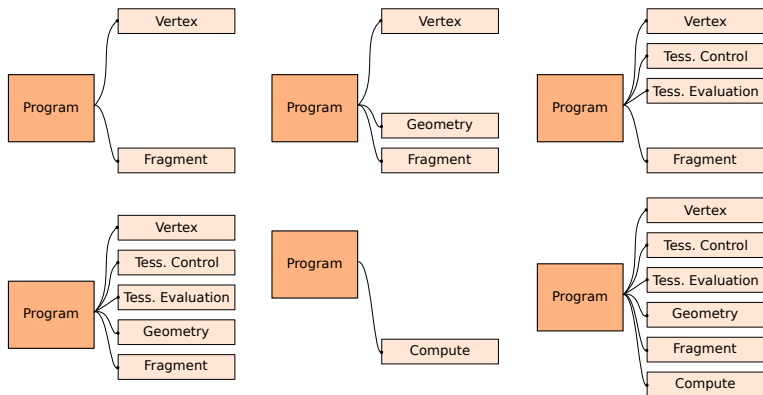 Vertex
Program
Fragment
Vertex
Program
Geometry
Fragment
Vertex
Tess. Control
Tess. Evaluation
Program
Fragment
Vertex
Tess. Control
Tess. Evaluation
Program
Geometry
Fragment
Program
Compute
Vertex
Tess. Control
Tess. Evaluation
Program
Geometry
Fragment
Compute